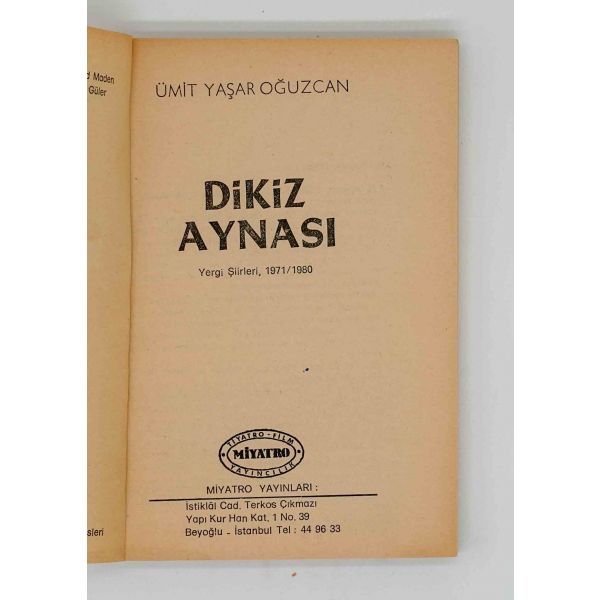 d Maden
Güler
sleri
ÜMİT YAŞAR OĞUZCAN
DİKİZ
AYNASI
Yergi Şiirleri, 1971/1980
TİYATRO - FİLM
MİYATRO
YAYINCILIK
MİYATRO YAYINLARI :
İstiklâl Cad. Terkos Çıkmazı
Yapı Kur Han Kat. 1 No. 39
Beyoğlu - İstanbul Tel : 44 96 33